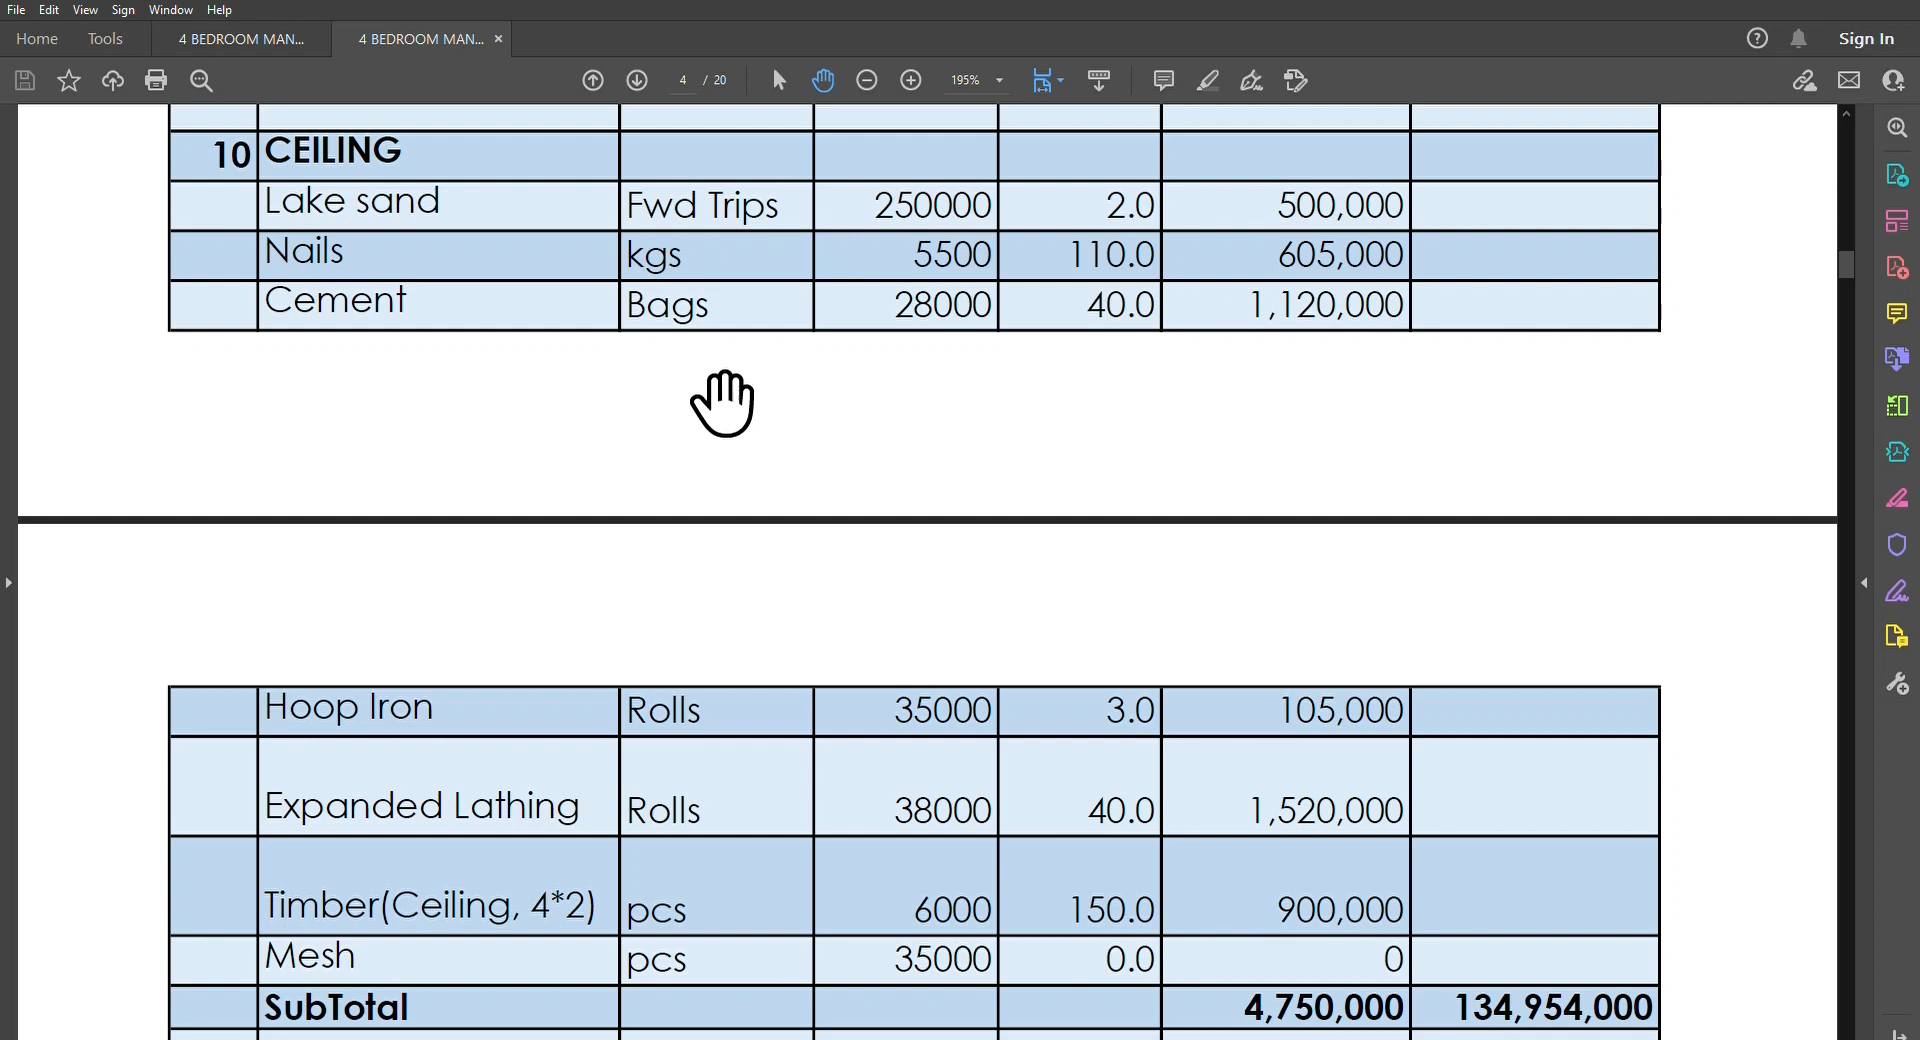 File Edit View Sign Window Help
Home Tools 4 BEDROOM MAN... 4 BEDROOM MAN... × Sign In
4 / 20 195%
10 CEILING
Lake sand Fwd Trips 250000 2.0 500,000
Nails kgs 5500 110.0 605,000
Cement Bags 28000 40.0 1,120,000
Hoop Iron Rolls 35000 3.0 105,000
Expanded Lathing Rolls 38000 40.0 1,520,000
Timber(Ceiling, 4*2) pcs 6000 150.0 900,000
Mesh pcs 35000 0.0 0
SubTotal 4,750,000 134,954,000